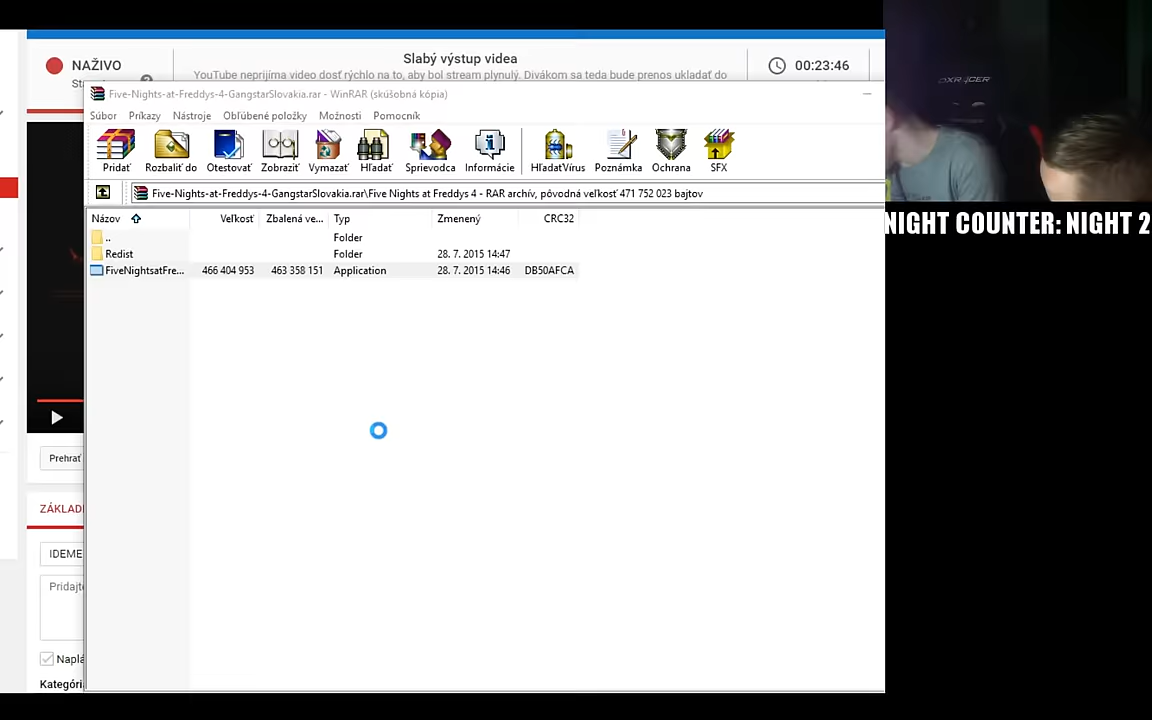 NAŽIVO
Slabý výstup videa
YouTube neprijíma video dosť rýchlo na to, aby bol stream plynulý. Divákom sa teda bude prenos ukladať do
00:23:46
Five-Nights-at-Freddys-4-GangstarSlovakia.rar - WinRAR (skúšobná kópia)
Súbor Príkazy Nástroje Obľúbené položky Možnosti Pomocník
Pridať Rozbaliť do Otestovať Zobraziť Vymazať Hľadať Sprievodca Informácie HľadatVírus Poznámka Ochrana SFX
Five-Nights-at-Freddys-4-GangstarSlovakia.rar\Five Nights at Freddys 4 - RAR archív, pôvodná veľkosť 471 752 023 bajtov
Názov Veľkosť Zbalená ve... Typ Zmenený CRC32
.. Folder
Redist Folder 28. 7. 2015 14:47
FiveNightsatFre... 466 404 953 463 358 151 Application 28. 7. 2015 14:46 DB50AFCA
Prehrať
ZÁKLAD
IDEME
Pridajte
Naplá
Kategóri
DXRACER
NIGHT COUNTER: NIGHT 2